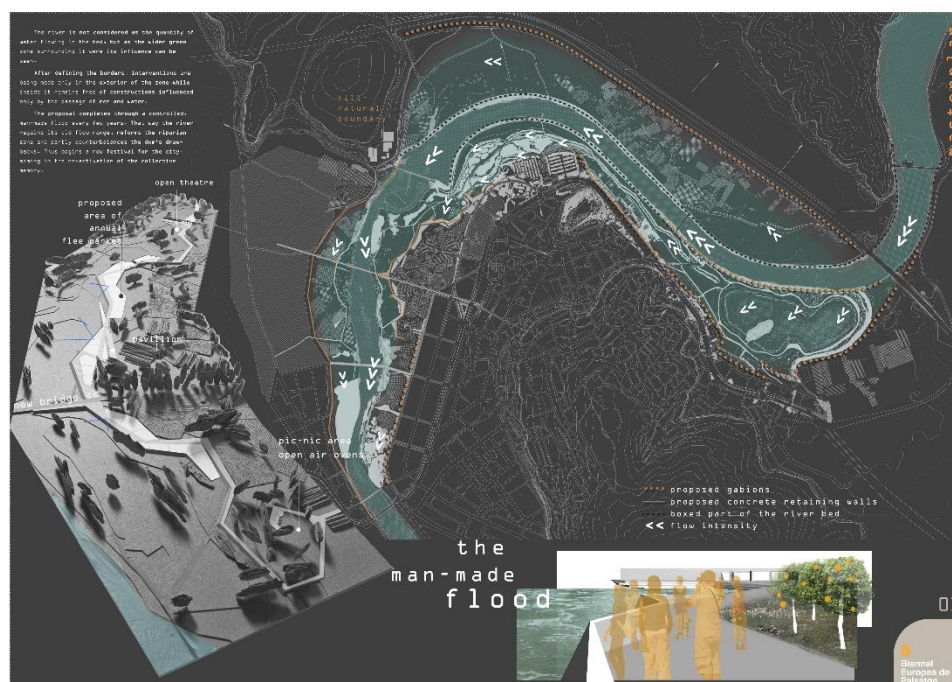 The river is not considered as the quantity of
water flowing in the beds but as the wider green
zone surrounding it were its influence can be
seen.
After defining the borders, interventions are
being made only in the exterior of the zone while
inside it remains free of constructions influenced
only by the passage of men and water.
The proposal completes through a controlled-
manmade flood every few years. That way the river
regains its old flow range, reforms the riparian
zone and partly counterbalances the dam's draw-
backs. Thus begins a new festival for the city-
aiming in the re-activation of the collective
memory.
open theatre
proposed
area of
annual
flee market
pavillion
new bridge
pic-nic area
open air ovens
hill-
natural
boundary
proposed gabions
proposed concrete retaining walls
boxed part of the river bed
flow intensity
the
man-made
flood
8
Biennal
Europea de
Paisatge